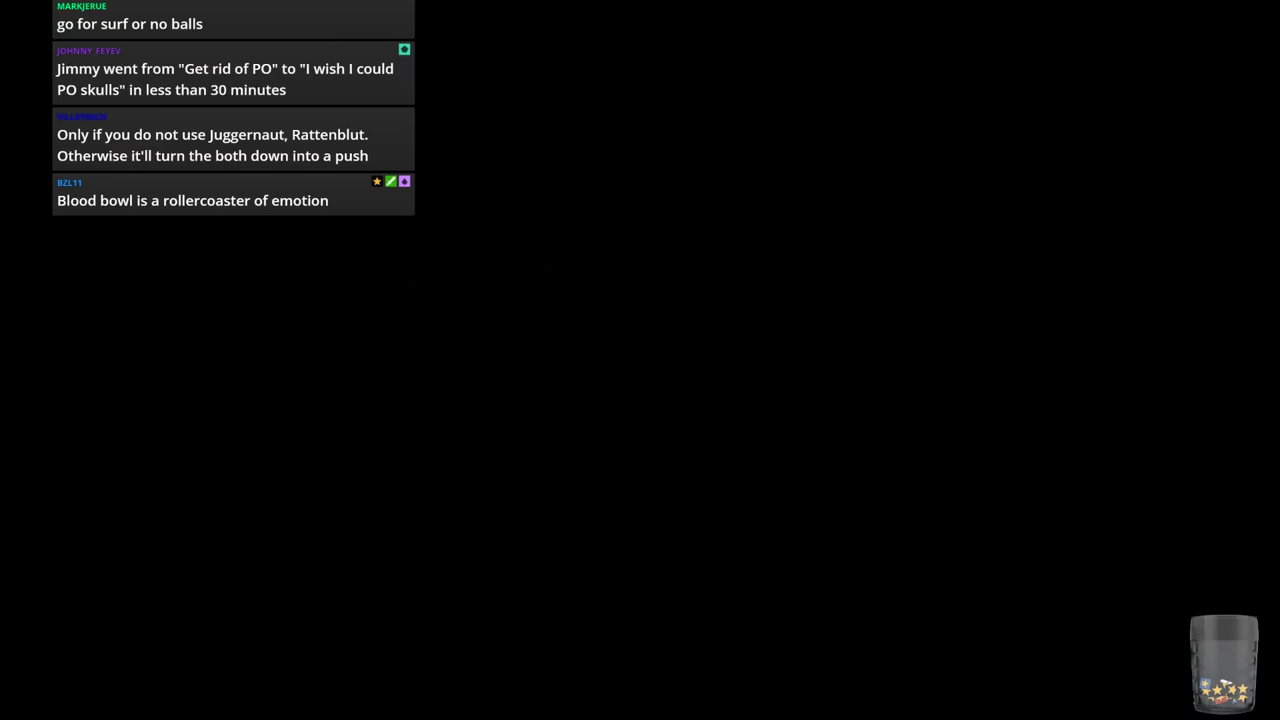 MARKJERUE
go for surf or no balls
JOHNNY FEYEV
Jimmy went from "Get rid of PO" to "I wish I could
PO skulls" in less than 30 minutes
Only if you do not use Juggernaut, Rattenblut.
Otherwise it'll turn the both down into a push
BZL11
Blood bowl is a rollercoaster of emotion